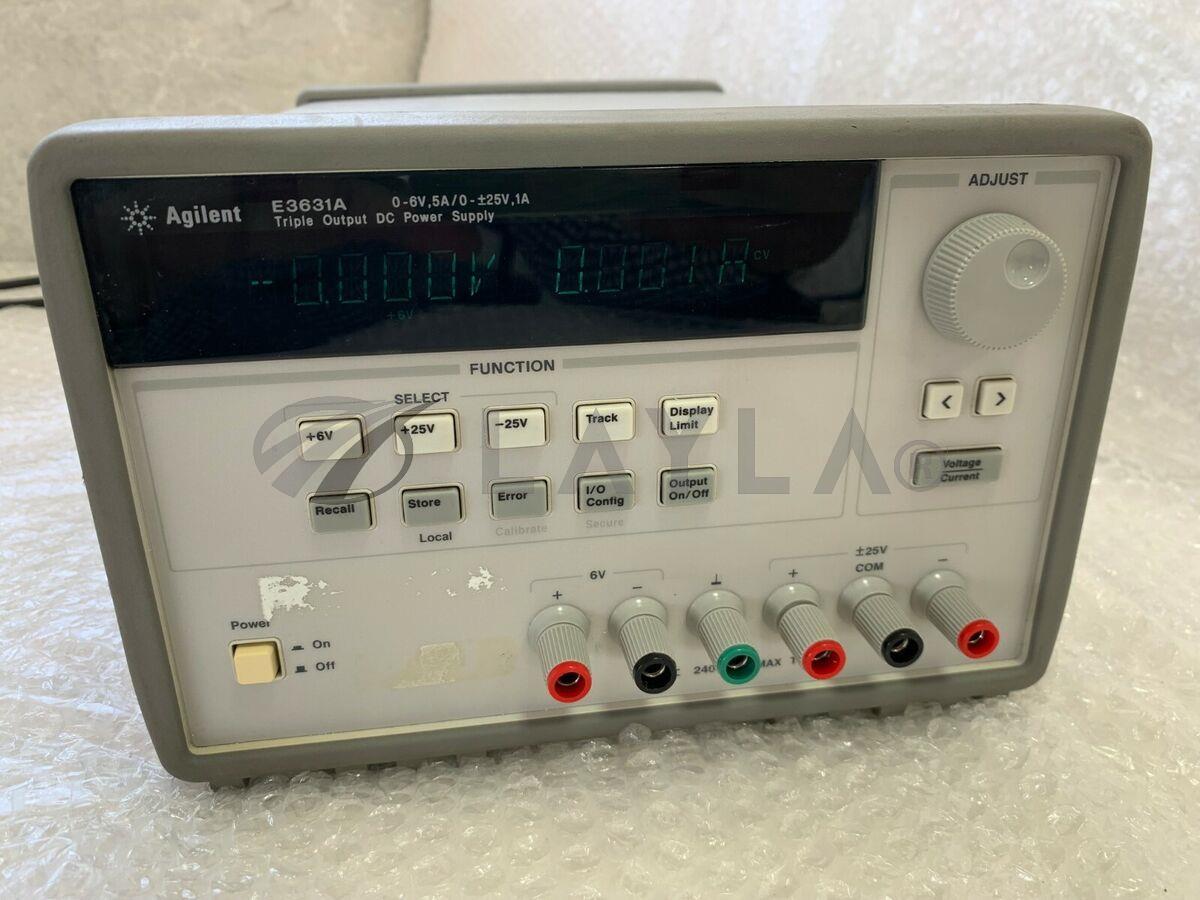 Agilent
E3631A 0-6V,5A/0-±25V,1A
Triple Output DC Power Supply
-0.000V 0.001A CV
+6V
ADJUST
FUNCTION
SELECT
+6V +25V -25V Track Display Limit
< >
Voltage
Current
Recall Store Error I/O Config Output On/Off
Local Calibrate Secure
LAYLA®
Power
On
Off
6V
+ -
±25V
+ COM -
240 MAX